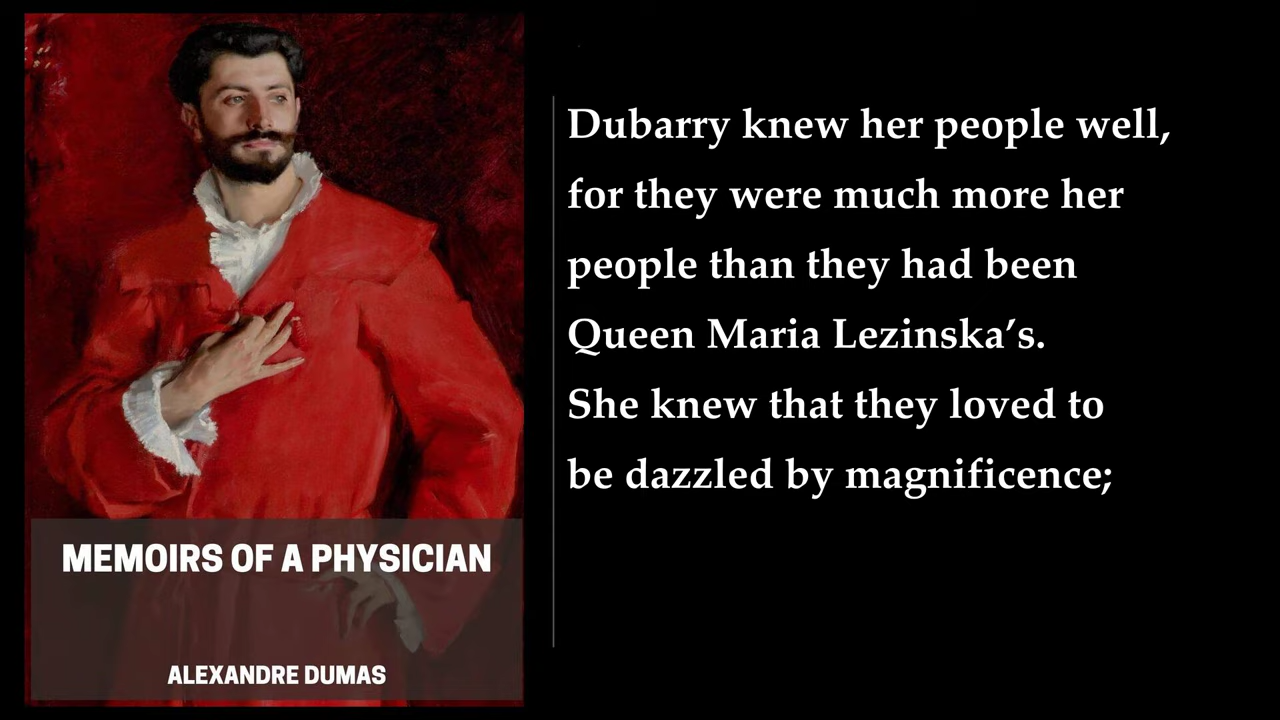 Dubarry knew her people well,
for they were much more her
people than they had been
Queen Maria Lezinska’s.
She knew that they loved to
be dazzled by magnificence;
MEMOIRS OF A PHYSICIAN
ALEXANDRE DUMAS